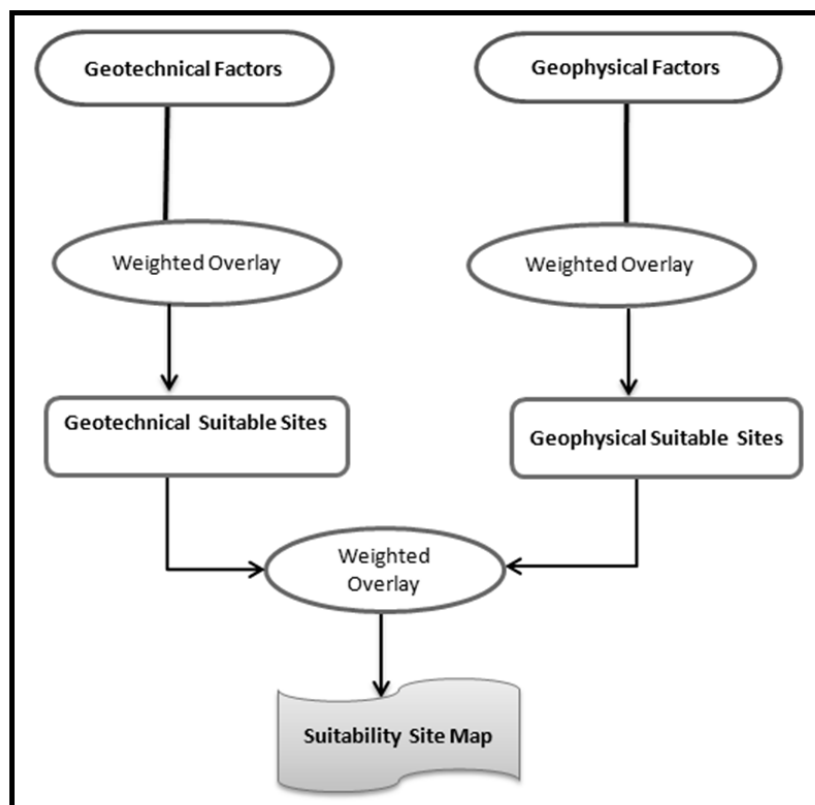 Geotechnical Factors
Geophysical Factors
Weighted Overlay
Weighted Overlay
Geotechnical Suitable Sites
Geophysical Suitable Sites
Weighted
Overlay
Suitability Site Map